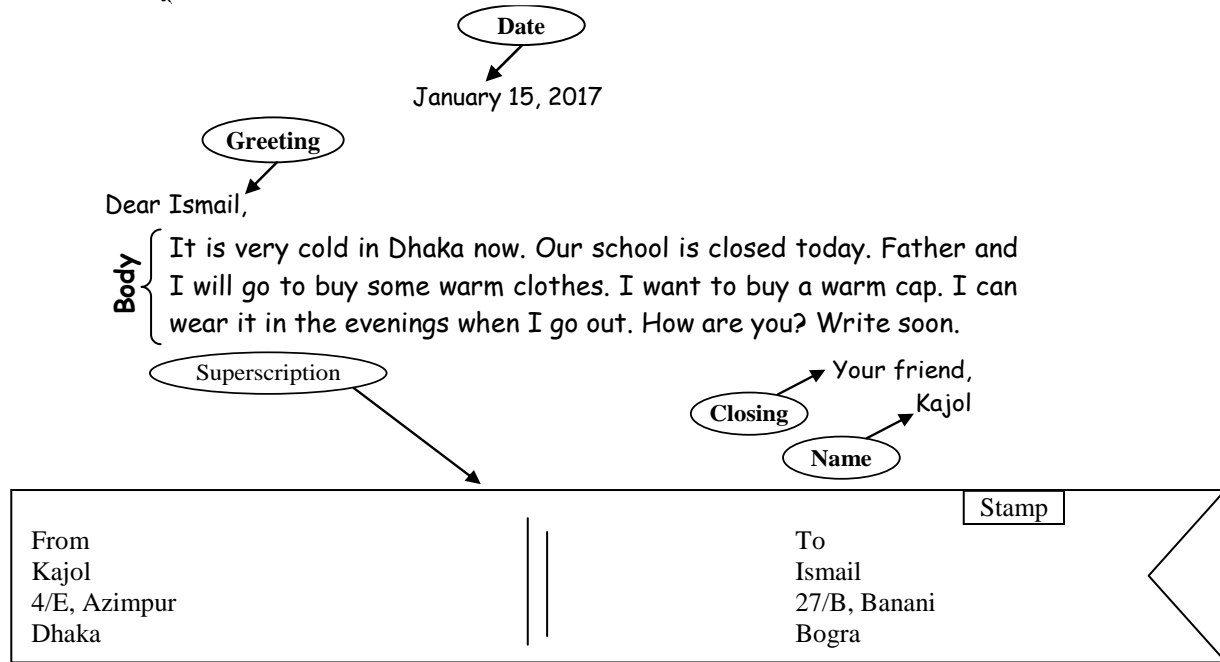 Date
January 15, 2017
Greeting
Dear Ismail,
Body
It is very cold in Dhaka now. Our school is closed today. Father and
I will go to buy some warm clothes. I want to buy a warm cap. I can
wear it in the evenings when I go out. How are you? Write soon.
Superscription
Your friend,
Closing
Kajol
Name
Stamp
From
Kajol
4/E, Azimpur
Dhaka
To
Ismail
27/B, Banani
Bogra